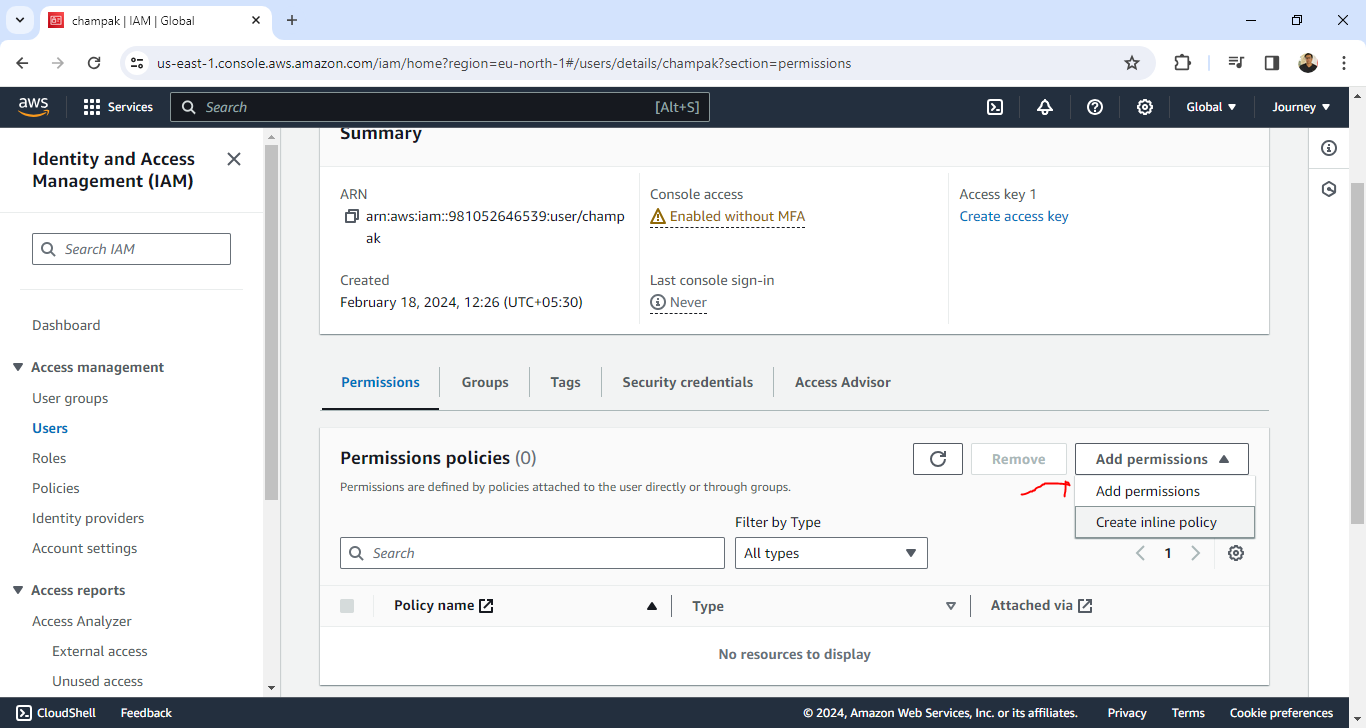 champak | IAM | Global
us-east-1.console.aws.amazon.com/iam/home?region=eu-north-1#/users/details/champak?section=permissions
aws
Services
Search
[Alt+S]
Global
Journey
Identity and Access
Management (IAM)
Search IAM
Dashboard
Access management
User groups
Users
Roles
Policies
Identity providers
Account settings
Access reports
Access Analyzer
External access
Unused access
Summary
ARN
arn:aws:iam::981052646539:user/champ
ak
Console access
Enabled without MFA
Access key 1
Create access key
Created
February 18, 2024, 12:26 (UTC+05:30)
Last console sign-in
Never
Permissions
Groups
Tags
Security credentials
Access Advisor
Permissions policies (0)
Permissions are defined by policies attached to the user directly or through groups.
Remove
Add permissions
Add permissions
Create inline policy
Filter by Type
Search
All types
1
Policy name
Type
Attached via
No resources to display
CloudShell
Feedback
© 2024, Amazon Web Services, Inc. or its affiliates.
Privacy
Terms
Cookie preferences